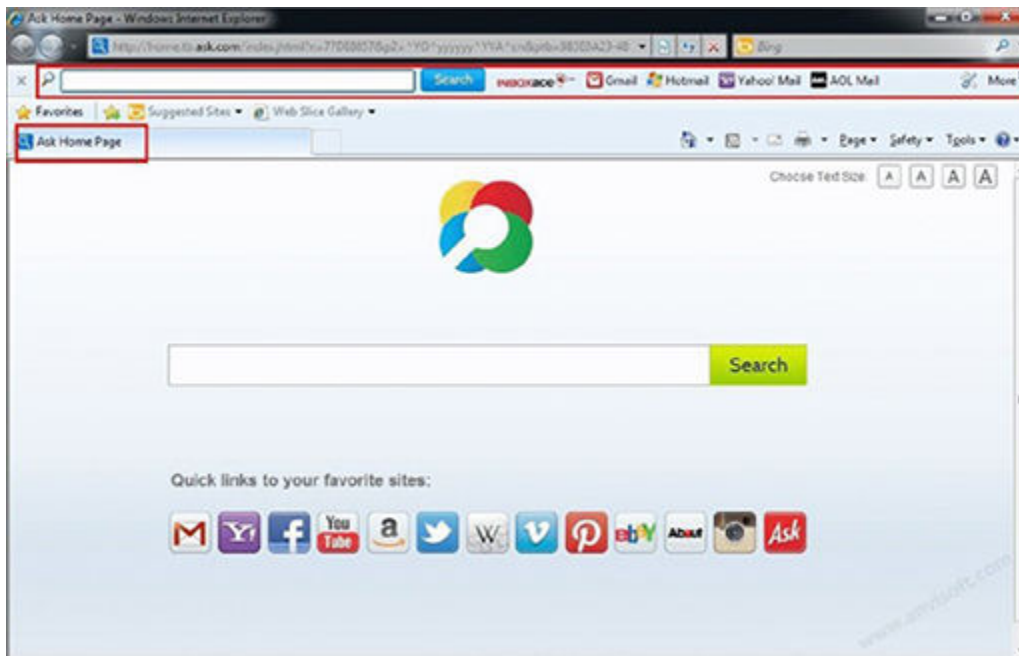 Ask Home Page - Windows Internet Explorer
Bing
Search INBOXACE Gmail Hotmail Yahoo! Mail AOL Mail More
Favorites Suggested Sites Web Slice Gallery
Ask Home Page Page Safety Tools
Choose Text Size A A A A
Search
Quick links to your favorite sites:
You Tube a W ebY About Ask